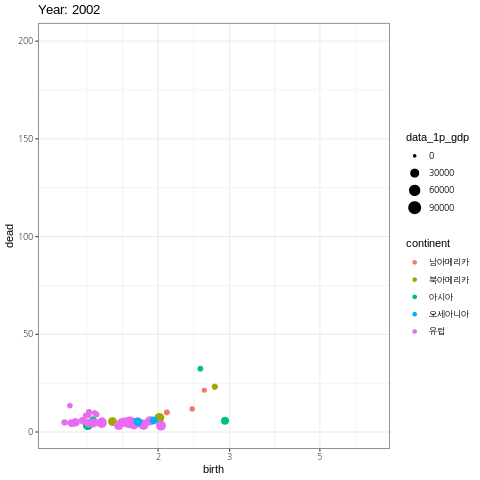 Year: 2002
200
150
100
50
0
dead
2
3
5
birth
data_1p_gdp
0
30000
60000
90000
continent
남아메리카
북아메리카
아시아
오세아니아
유럽